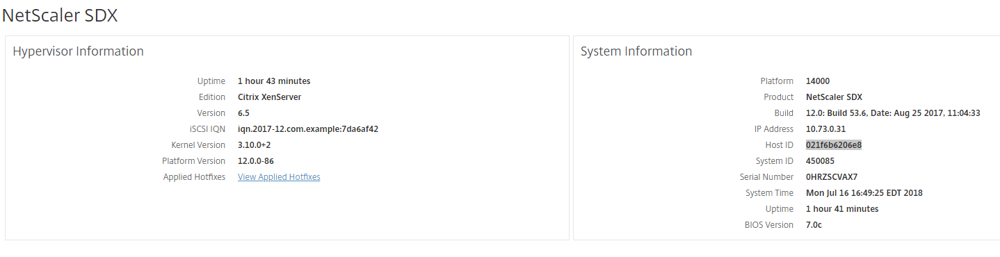 NetScaler SDX
Hypervisor Information
Uptime 1 hour 43 minutes
Edition Citrix XenServer
Version 6.5
iSCSI IQN iqn.2017-12.com.example:7da6af42
Kernel Version 3.10.0+2
Platform Version 12.0.0-86
Applied Hotfixes View Applied Hotfixes
System Information
Platform 14000
Product NetScaler SDX
Build 12.0: Build 53.6, Date: Aug 25 2017, 11:04:33
IP Address 10.73.0.31
Host ID 021f6b6206e8
System ID 450085
Serial Number 0HRZSCVAX7
System Time Mon Jul 16 16:49:25 EDT 2018
Uptime 1 hour 41 minutes
BIOS Version 7.0c